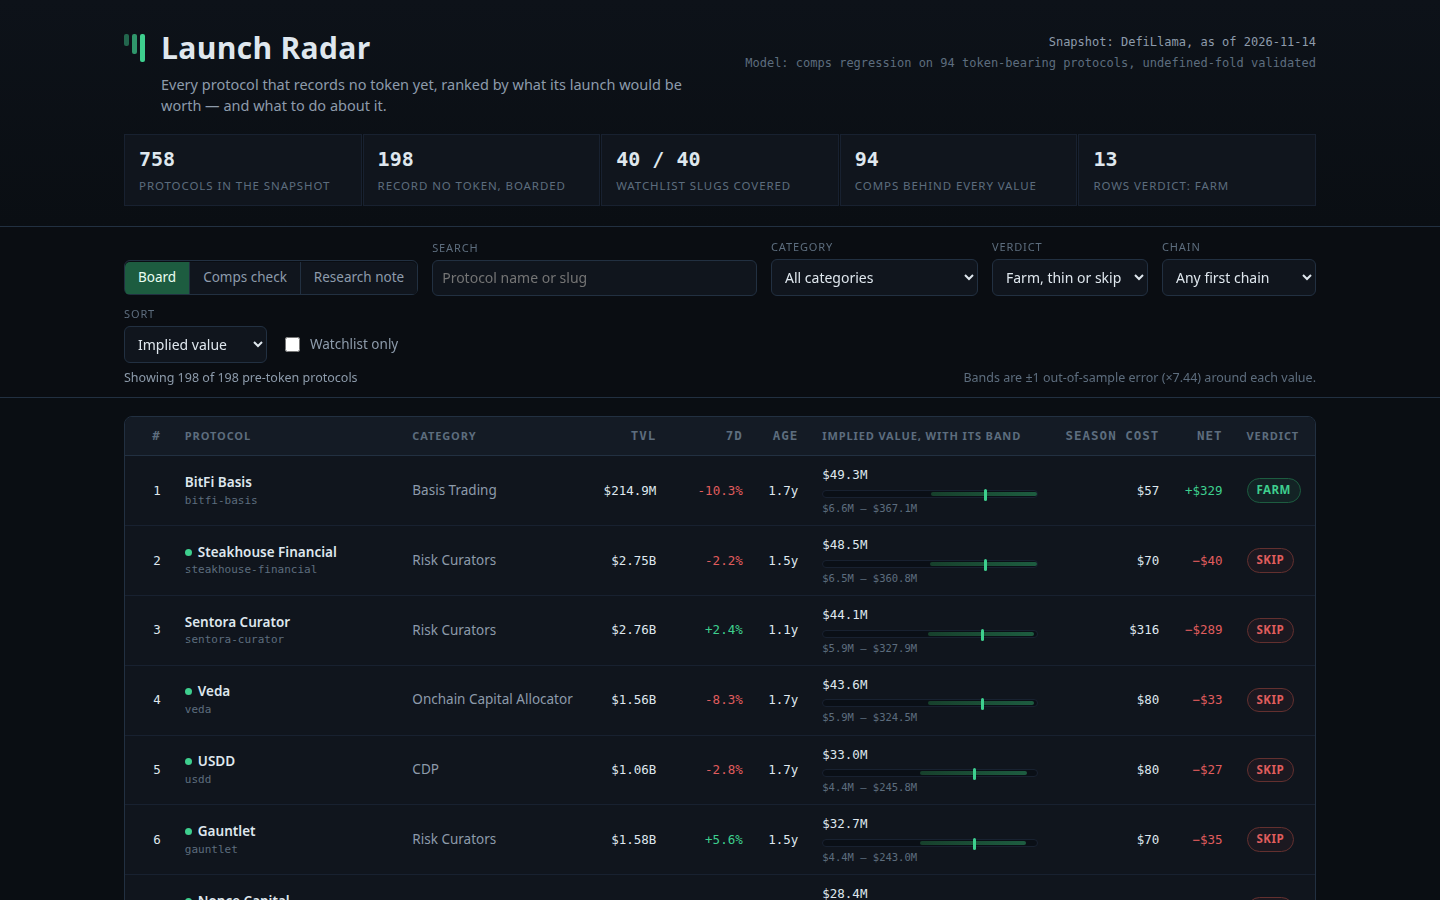 Launch Radar
Every protocol that records no token yet, ranked by what its launch would be
worth — and what to do about it.
Snapshot: DefiLlama, as of 2026-11-14
Model: comps regression on 94 token-bearing protocols, undefined-fold validated
758
PROTOCOLS IN THE SNAPSHOT
198
RECORD NO TOKEN, BOARDED
40 / 40
WATCHLIST SLUGS COVERED
94
COMPS BEHIND EVERY VALUE
13
ROWS VERDICT: FARM
Board Comps check Research note
SEARCH
Protocol name or slug
CATEGORY
All categories
VERDICT
Farm, thin or skip
CHAIN
Any first chain
SORT
Implied value
Watchlist only
Showing 198 of 198 pre-token protocols
Bands are ±1 out-of-sample error (×7.44) around each value.
# PROTOCOL CATEGORY TVL 7D AGE IMPLIED VALUE, WITH ITS BAND SEASON COST NET VERDICT
1 BitFi Basis bitfi-basis Basis Trading $214.9M -10.3% 1.7y $49.3M $6.6M — $367.1M $57 +$329 FARM
2 Steakhouse Financial steakhouse-financial Risk Curators $2.75B -2.2% 1.5y $48.5M $6.5M — $360.8M $70 −$40 SKIP
3 Sentora Curator sentora-curator Risk Curators $2.76B +2.4% 1.1y $44.1M $5.9M — $327.9M $316 −$289 SKIP
4 Veda veda Onchain Capital Allocator $1.56B -8.3% 1.7y $43.6M $5.9M — $324.5M $80 −$33 SKIP
5 USDD usdd CDP $1.06B -2.8% 1.7y $33.0M $4.4M — $245.8M $80 −$27 SKIP
6 Gauntlet gauntlet Risk Curators $1.58B +5.6% 1.5y $32.7M $4.4M — $243.0M $70 −$35 SKIP
$28.4M